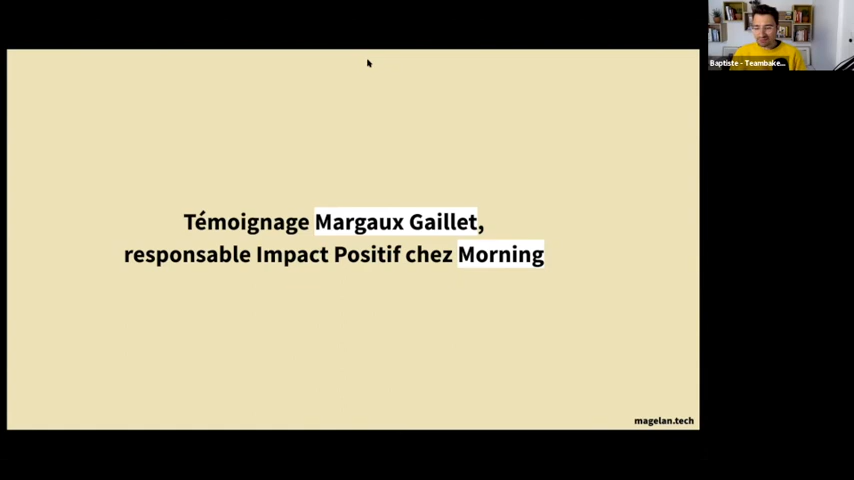 Baptiste - Teambake...
Témoignage Margaux Gaillet,
responsable Impact Positif chez Morning
magelan.tech